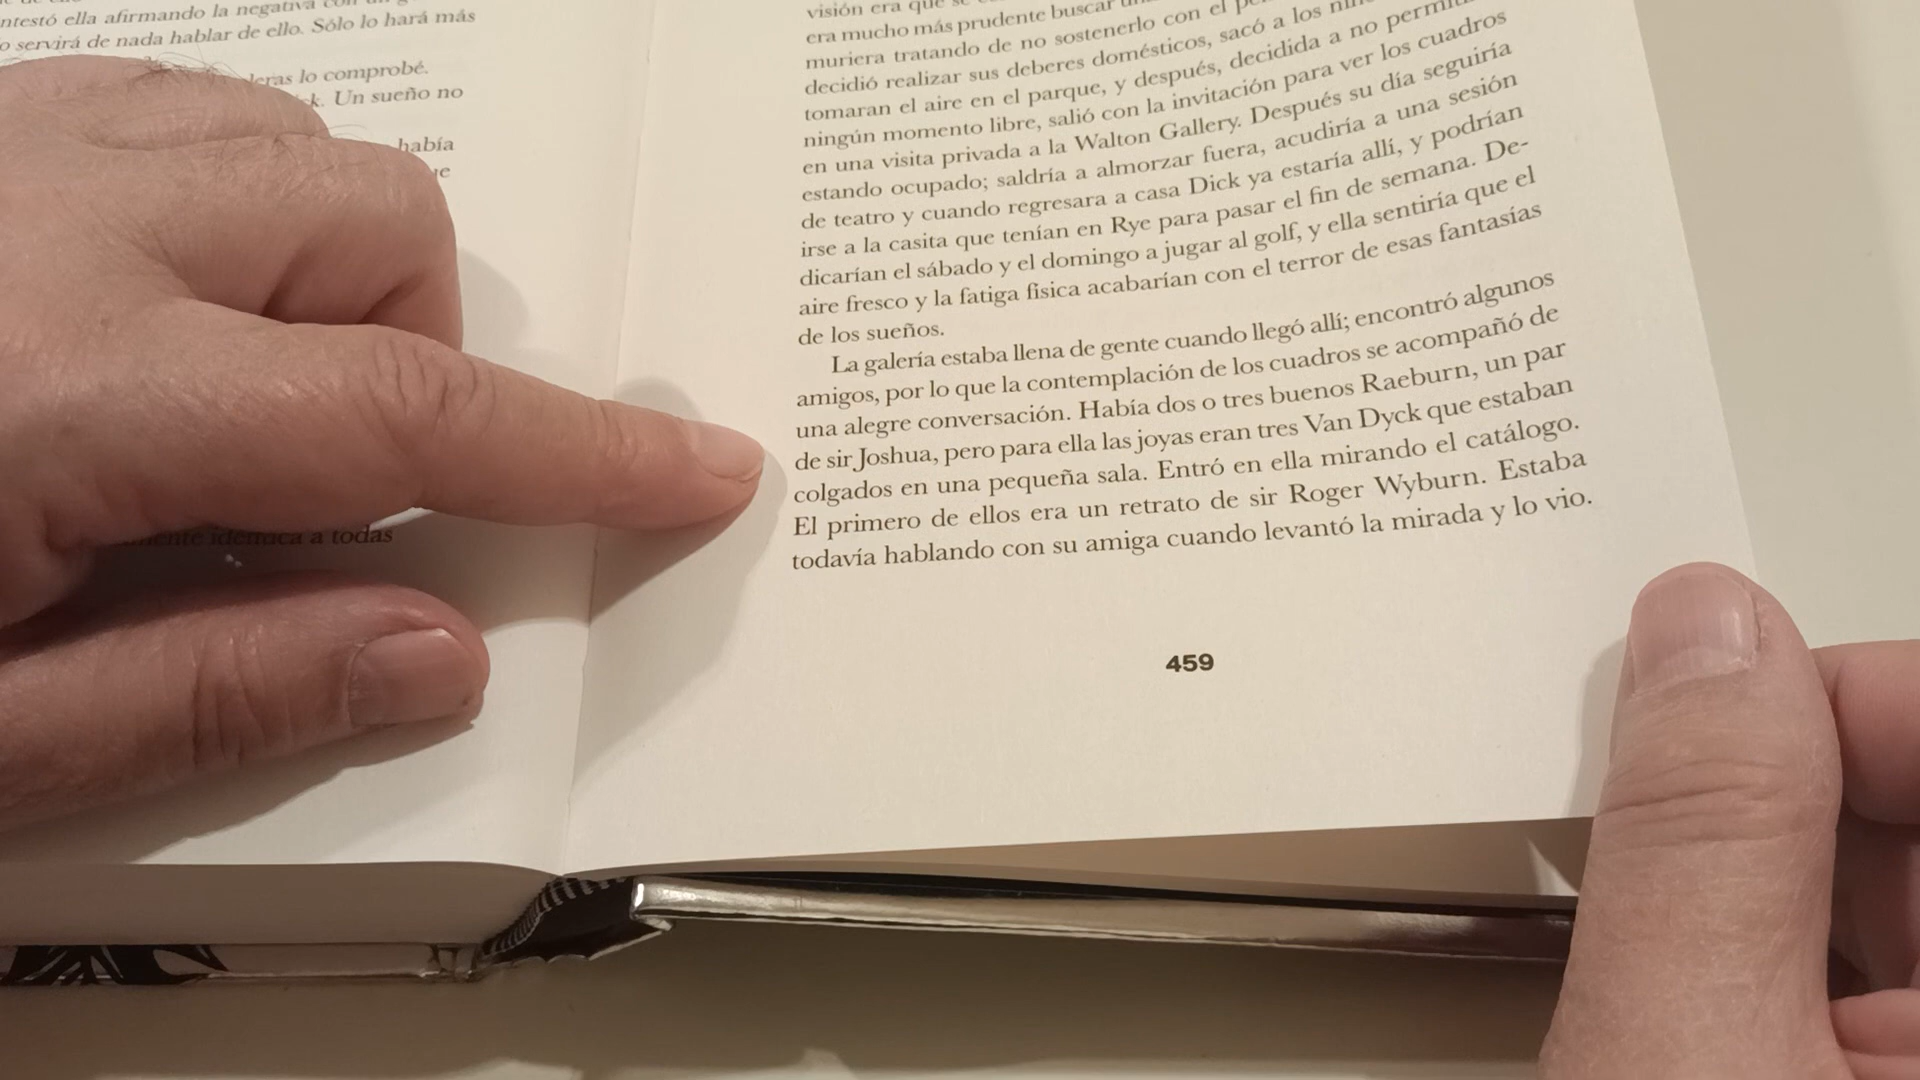 ntestó ella afirmando la negativa con un
o servirá de nada hablar de ello. Sólo lo hará más
lo comprobé.
k. Un sueño no
había
identica a todas
visión era que se
era mucho más prudente buscar
muriera tratando de no sostenerlo con el
decidió realizar sus deberes domésticos, sacó a los
tomaran el aire en el parque, y después, decidida a no
ningún momento libre, salió con la invitación para ver los cuadros
en una visita privada a la Walton Gallery. Después su día seguiría
estando ocupado; saldría a almorzar fuera, acudiría a una sesión
de teatro y cuando regresara a casa Dick ya estaría allí, y podrían
irse a la casita que tenían en Rye para pasar el fin de semana. De-
dicarían el sábado y el domingo a jugar al golf, y ella sentiría que el
aire fresco y la fatiga física acabarían con el terror de esas fantasías
de los sueños.
La galería estaba llena de gente cuando llegó allí; encontró algunos
amigos, por lo que la contemplación de los cuadros se acompañó de
una alegre conversación. Había dos o tres buenos Raeburn, un par
de sir Joshua, pero para ella las joyas eran tres Van Dyck que estaban
colgados en una pequeña sala. Entró en ella mirando el catálogo.
El primero de ellos era un retrato de sir Roger Wyburn. Estaba
todavía hablando con su amiga cuando levantó la mirada y lo vio.
459